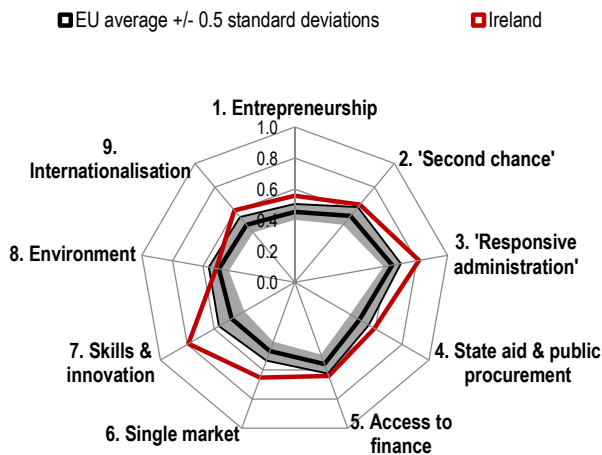 EU average +/- 0.5 standard deviations
Ireland
1. Entrepreneurship
1.0
0.8
0.6
0.4
0.2
0.0
2. 'Second chance'
3. 'Responsive
administration'
4. State aid & public
procurement
5. Access to
finance
6. Single market
7. Skills &
innovation
8. Environment
9.
Internationalisation